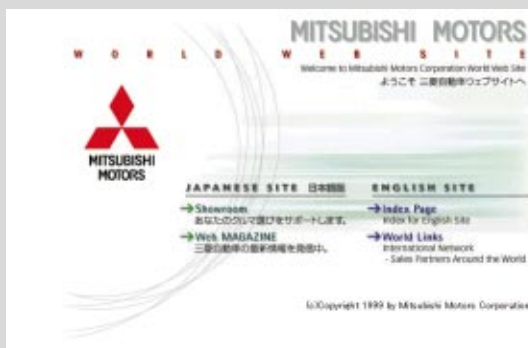 MITSUBISHI MOTORS
WORLD WEB SITE
Welcome to Mitsubishi Motors Corporation World Web Site
ようこそ 三菱自動車ウェブサイトへ
MITSUBISHI
MOTORS
JAPANESE SITE 日本語版
Showroom
あなたのクルマ選びをサポートします。
Web MAGAZINE
三菱自動車の最新情報を発信中。
ENGLISH SITE
Index Page
Index for English Site
World Links
International Network
- Sales Partners Around the World
(c)Copyright 1999 by Mitsubishi Motors Corporation